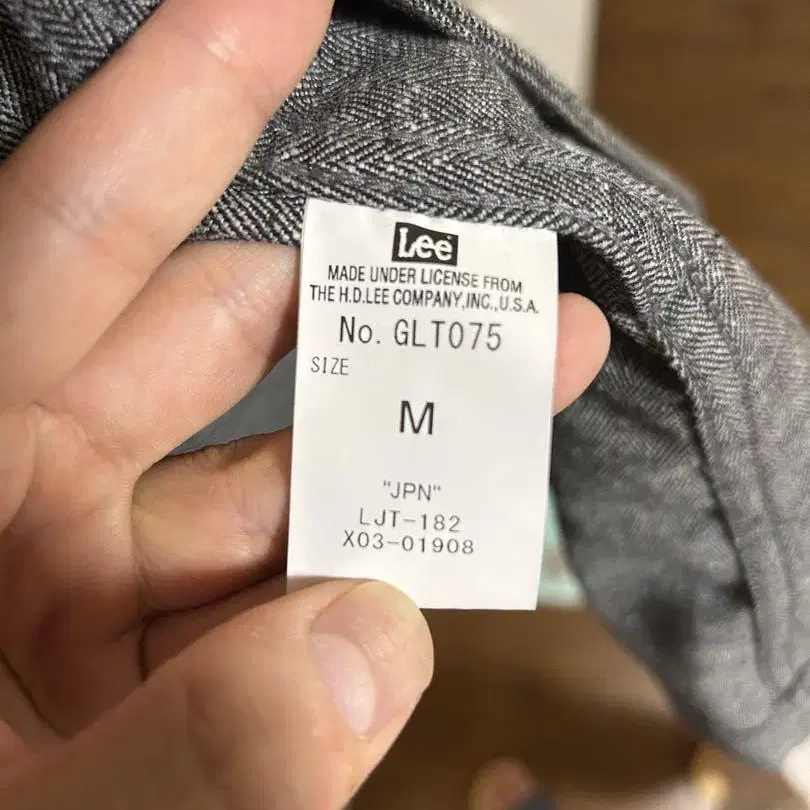 Lee
MADE UNDER LICENSE FROM
THE H.D.LEE COMPANY,INC.,U.S.A.
No. GLT075
SIZE
M
"JPN"
LJT-182
X03-01908